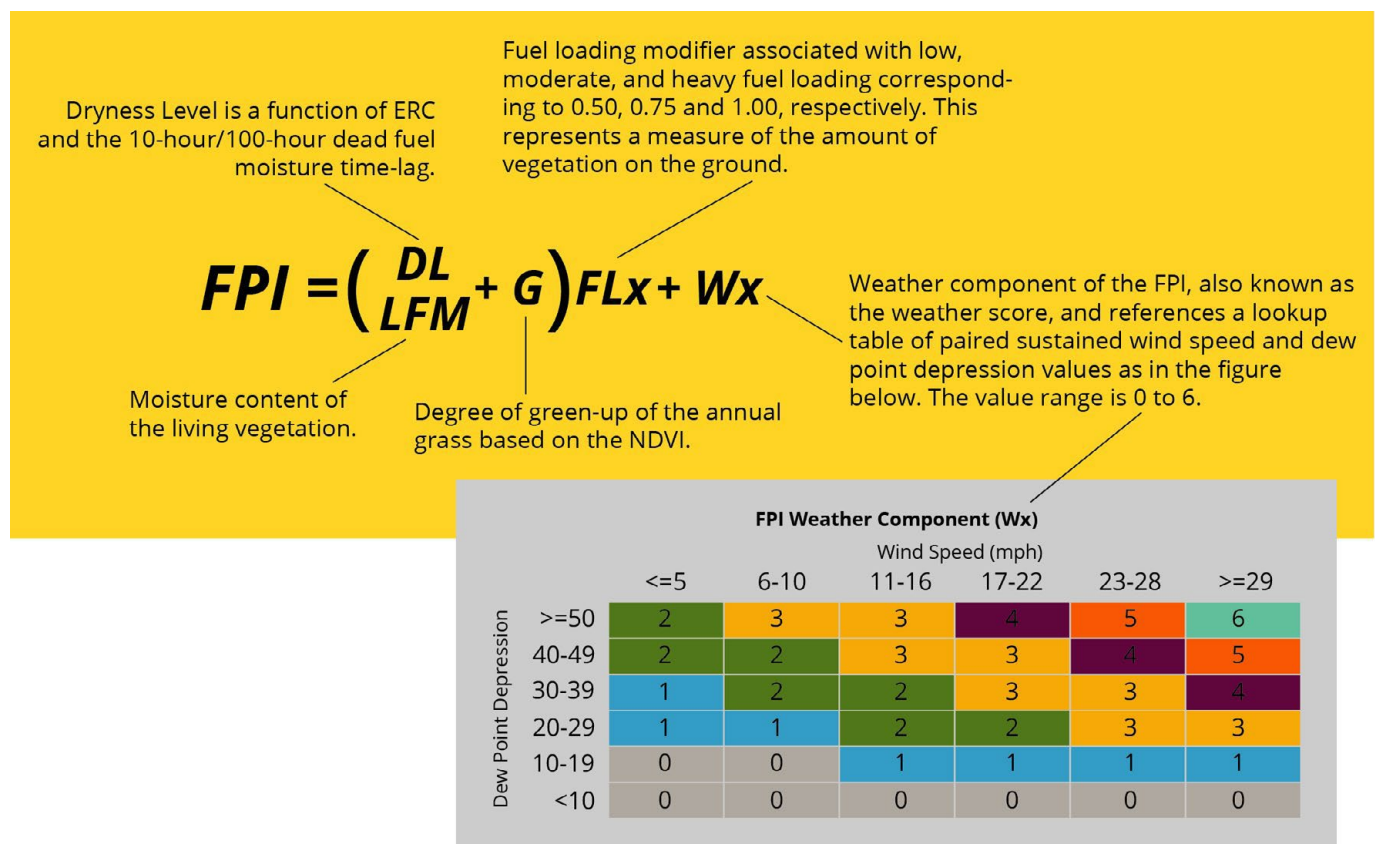 Fuel loading modifier associated with low,
moderate, and heavy fuel loading correspond-
ing to 0.50, 0.75 and 1.00, respectively. This
represents a measure of the amount of
vegetation on the ground.
Dryness Level is a function of ERC
and the 10-hour/100-hour dead fuel
moisture time-lag.
FPI = ( DL / LFM + G ) FLx + Wx
Weather component of the FPI, also known as
the weather score, and references a lookup
table of paired sustained wind speed and dew
point depression values as in the figure
below. The value range is 0 to 6.
Moisture content of
the living vegetation.
Degree of green-up of the annual
grass based on the NDVI.
FPI Weather Component (Wx)
Wind Speed (mph)
<=5 6-10 11-16 17-22 23-28 >=29
Dew Point Depression
>=50 2 3 3 4 5 6
40-49 2 2 3 3 4 5
30-39 1 2 2 3 3 4
20-29 1 1 2 2 3 3
10-19 0 0 1 1 1 1
<10 0 0 0 0 0 0